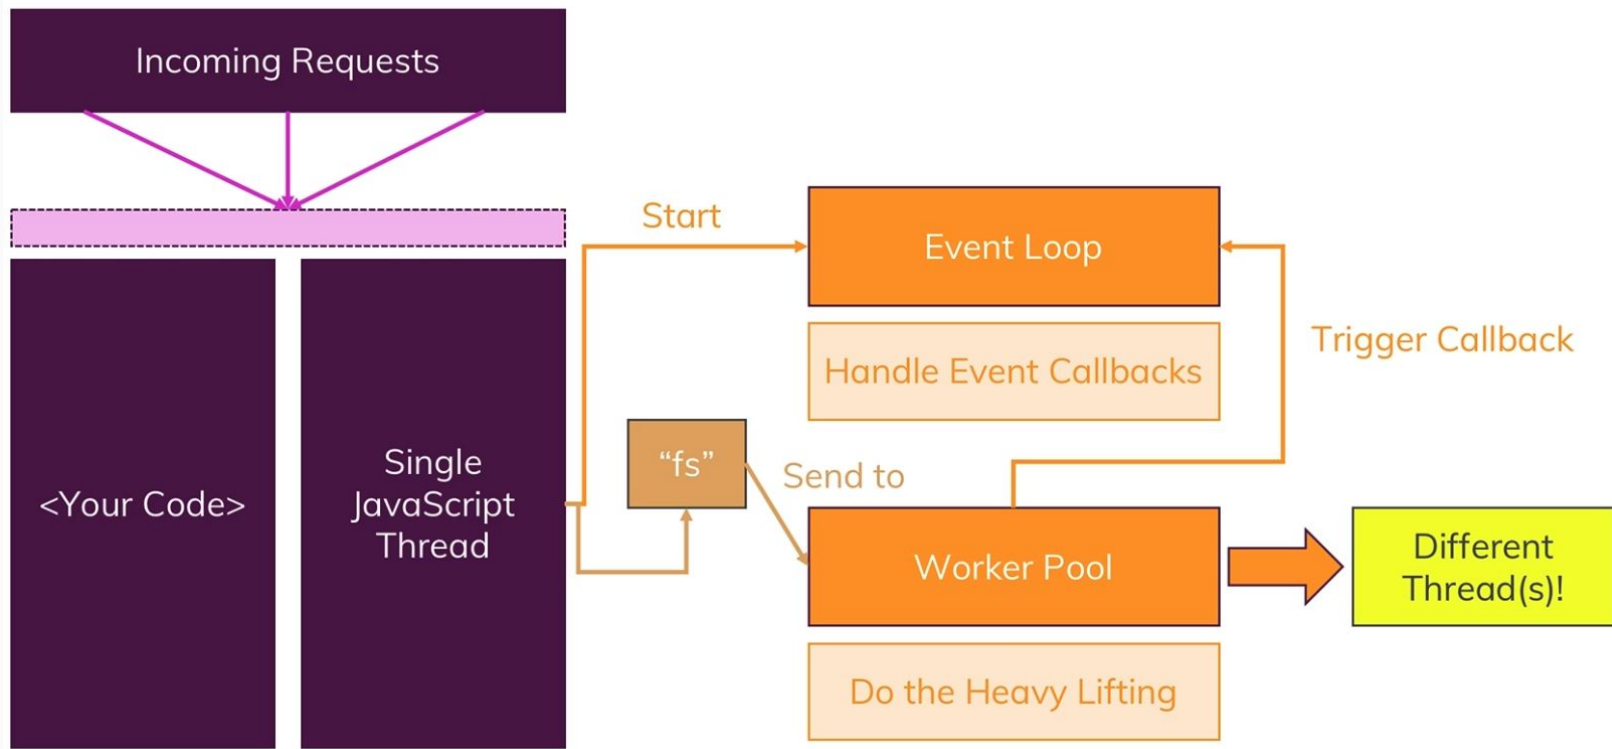 Incoming Requests
Start
Event Loop
Trigger Callback
Handle Event Callbacks
<Your Code>
Single
JavaScript
Thread
“fs”
Send to
Worker Pool
Different
Thread(s)!
Do the Heavy Lifting